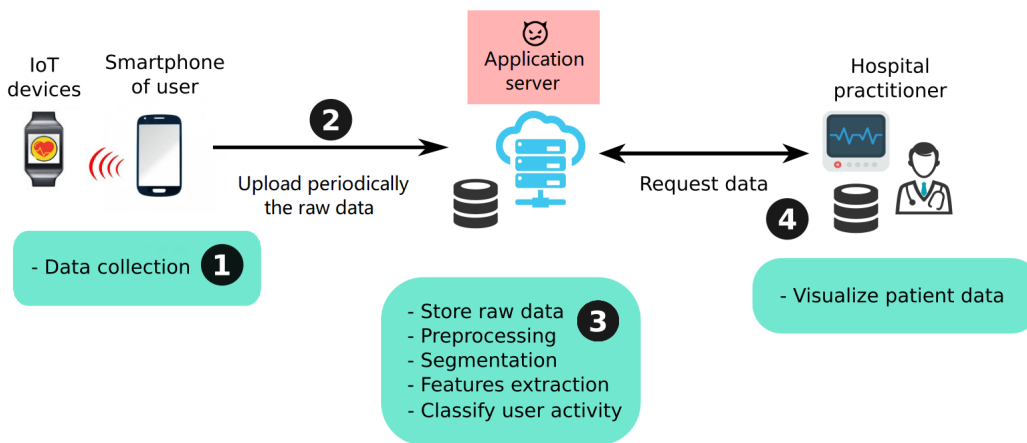 IoT
devices
Smartphone
of user
2
Upload periodically
the raw data
Application
server
Request data
Hospital
practitioner
4
- Data collection
1
- Store raw data
- Preprocessing
- Segmentation
- Features extraction
- Classify user activity
3
- Visualize patient data